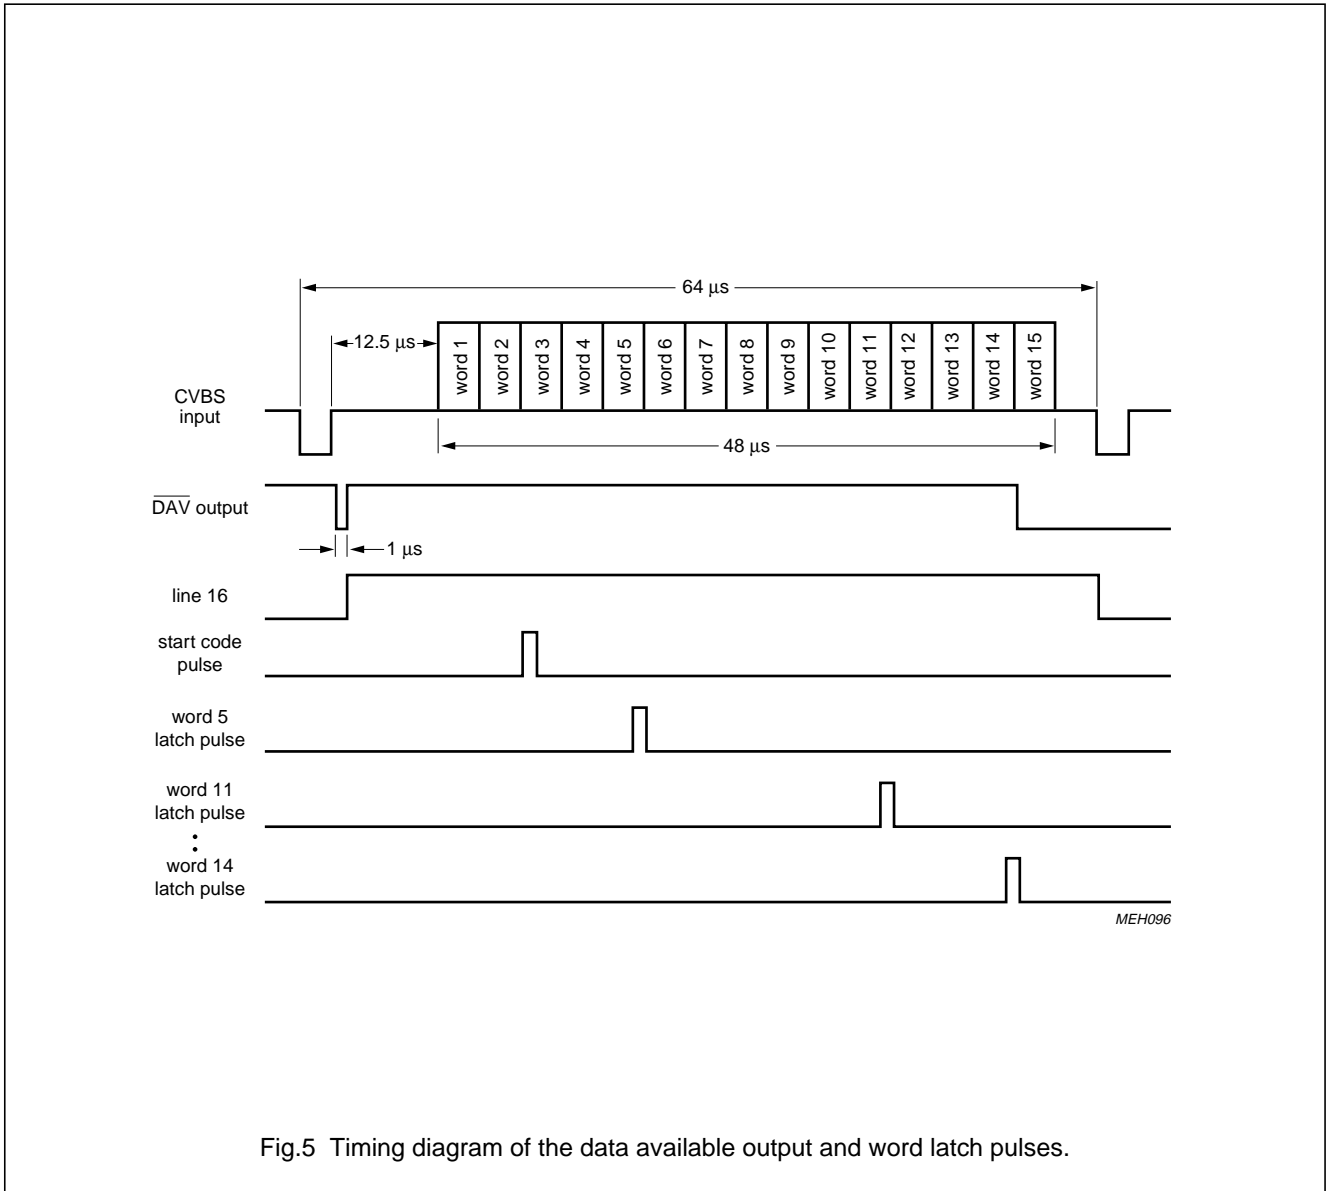 64 μs
12.5 μs
word 1
word 2
word 3
word 4
word 5
word 6
word 7
word 8
word 9
word 10
word 11
word 12
word 13
word 14
word 15
CVBS
input
48 μs
DAV output
1 μs
line 16
start code
pulse
word 5
latch pulse
word 11
latch pulse
word 14
latch pulse
MEH096
Fig.5 Timing diagram of the data available output and word latch pulses.